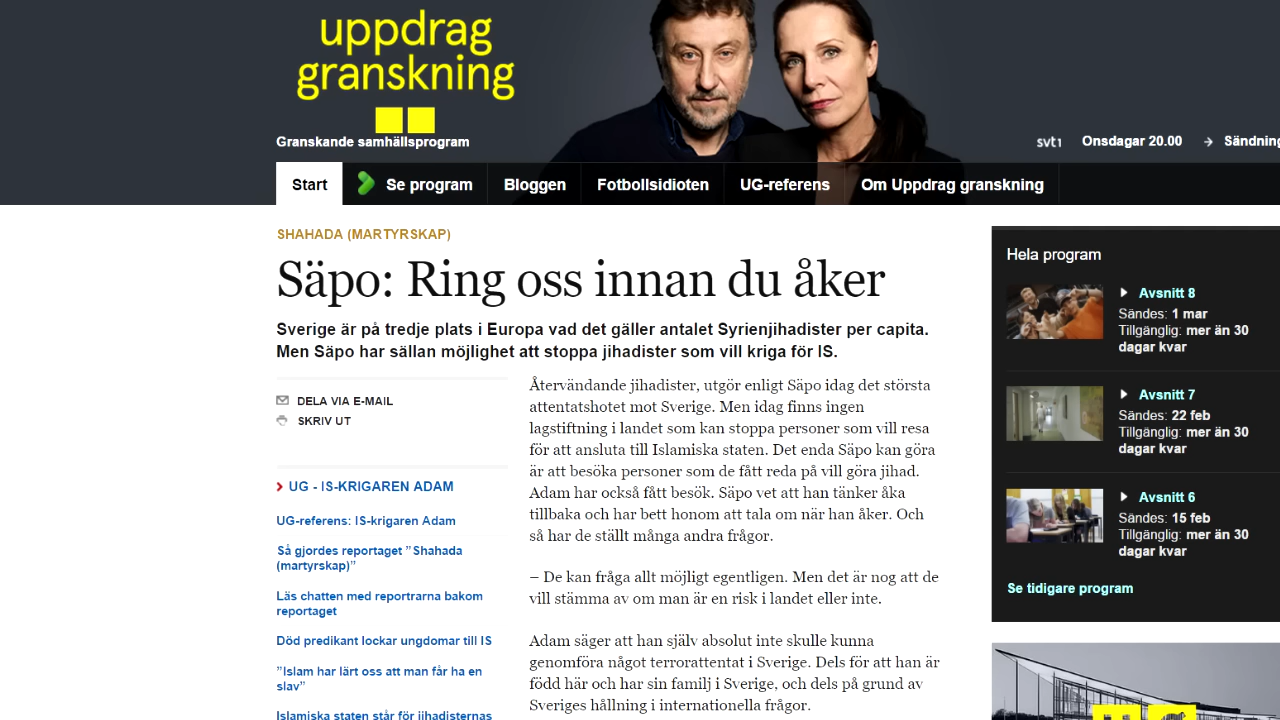 uppdrag
granskning
Granskande samhällsprogram
svt1 Onsdagar 20.00
Start Se program Bloggen Fotbollsidioten UG-referens Om Uppdrag granskning
SHAHADA (MARTYRSKAP)
Säpo: Ring oss innan du åker
Sverige är på tredje plats i Europa vad det gäller antalet Syrienjihadister per capita.
Men Säpo har sällan möjlighet att stoppa jihadister som vill kriga för IS.
DELA VIA E-MAIL
SKRIV UT
UG - IS-KRIGAREN ADAM
UG-referens: IS-krigaren Adam
Så gjordes reportaget ”Shahada
(martyrskap)”
Läs chatten med reportrarna bakom
reportaget
Död predikant lockar ungdomar till IS
”Islam har lärt oss att man får ha en
slav”
Islamiska staten står för jihadisternas
Återvändande jihadister, utgör enligt Säpo idag det största
attentatshotet mot Sverige. Men idag finns ingen
lagstiftning i landet som kan stoppa personer som vill resa
för att ansluta till Islamiska staten. Det enda Säpo kan göra
är att besöka personer som de fått reda på vill göra jihad.
Adam har också fått besök. Säpo vet att han tänker åka
tillbaka och har bett honom att tala om när han åker. Och
så har de ställt många andra frågor.
– De kan fråga allt möjligt egentligen. Men det är nog att de
vill stämma av om man är en risk i landet eller inte.
Adam säger att han själv absolut inte skulle kunna
genomföra något terrorattentat i Sverige. Dels för att han är
född här och har sin familj i Sverige, och dels på grund av
Sveriges hållning i internationella frågor.
Hela program
Avsnitt 8
Sändes: 1 mar
Tillgänglig: mer än 30
dagar kvar
Avsnitt 7
Sändes: 22 feb
Tillgänglig: mer än 30
dagar kvar
Avsnitt 6
Sändes: 15 feb
Tillgänglig: mer än 30
dagar kvar
Se tidigare program